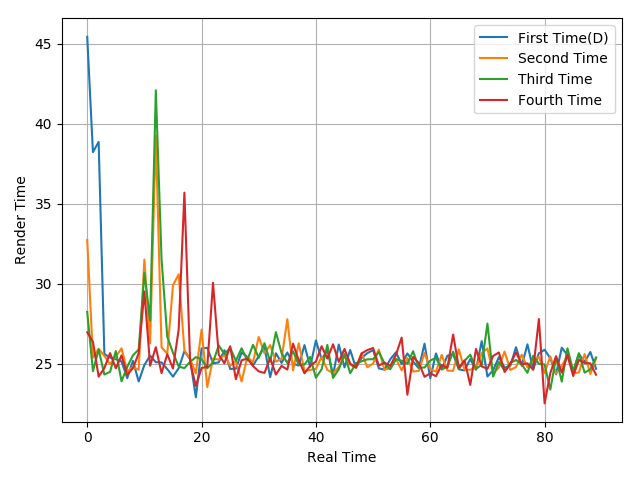 First Time(D)
Second Time
Third Time
Fourth Time
45
40
35
30
25
Render Time
0 20 40 60 80
Real Time